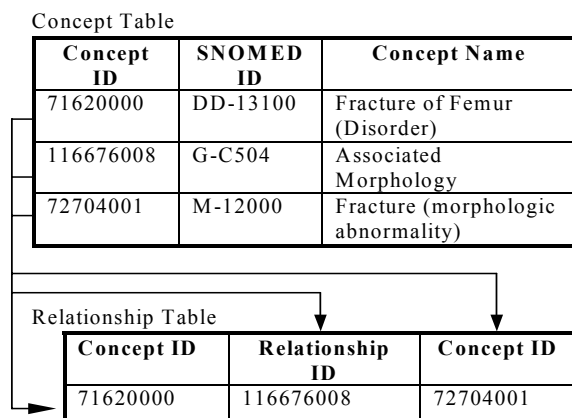 Concept Table
Concept ID SNOMED ID Concept Name
71620000 DD-13100 Fracture of Femur (Disorder)
116676008 G-C504 Associated Morphology
72704001 M-12000 Fracture (morphologic abnormality)
Relationship Table
Concept ID Relationship ID Concept ID
71620000 116676008 72704001